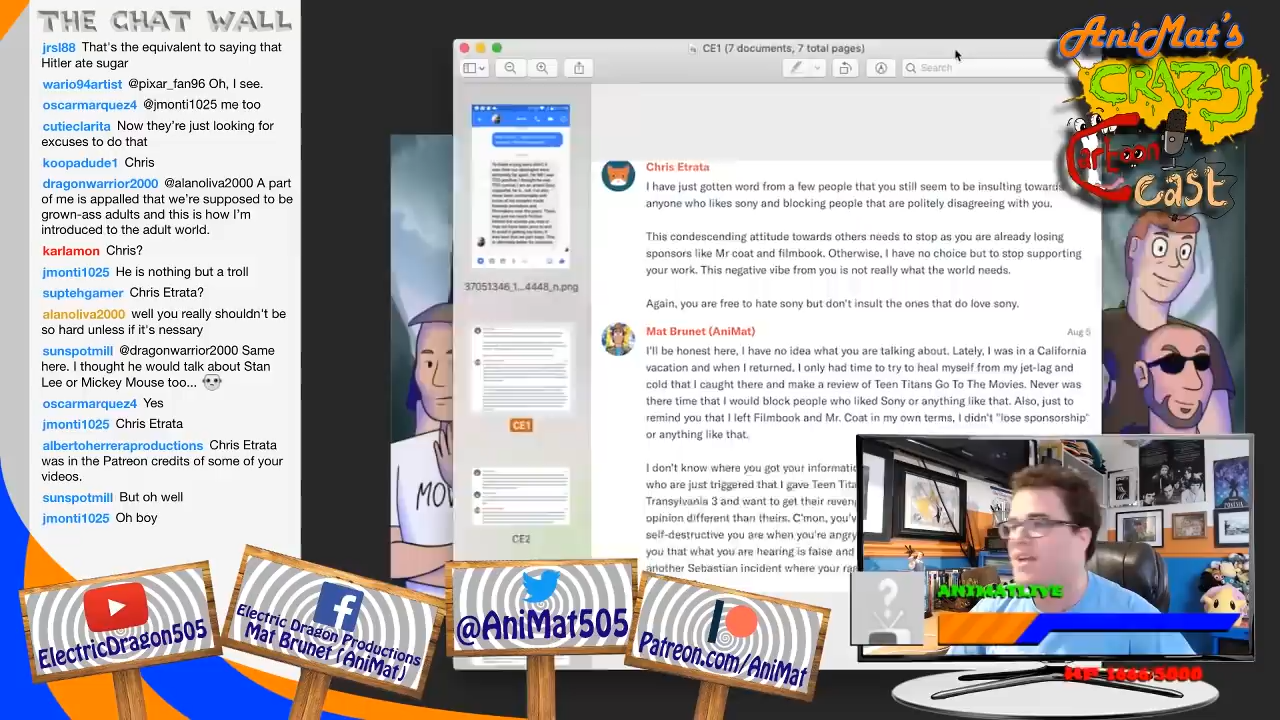 THE CHAT WALL
jrsl88 That's the equivalent to saying that
Hitler ate sugar
wario94artist @pixar_fan96 Oh, I see.
oscarmarquez4 @jmonti1025 me too
cutieclarita Now they're just looking for
excuses to do that
koopadude1 Chris
dragonwarrior2000 @alanoliva2000 A part
of me is appalled that we're supposed to be
grown-ass adults and this is how I'm
introduced to the adult world.
karlamon Chris?
jmonti1025 He is nothing but a troll
suptehgamer Chris Etrata?
alanoliva2000 well you really shouldn't be
so hard unless if it's nessary
sunspotmill @dragonwarrior2000 Same
here. I thought he would talk about Stan
Lee or Mickey Mouse too...
oscarmarquez4 Yes
jmonti1025 Chris Etrata
albertoherreraproductions Chris Etrata
was in the Patreon credits of some of your
videos.
sunspotmill But oh well
jmonti1025 Oh boy
CE1 (7 documents, 7 total pages)
Search
37051346_1...4448_n.png
CE1
CE2
Chris Etrata
I have just gotten word from a few people that you still seem to be insulting towards
anyone who likes sony and blocking people that are politely disagreeing with you.
This condescending attitude towards others needs to stop as you are already losing
sponsors like Mr coat and filmbook. Otherwise, I have no choice but to stop supporting
your work. This negative vibe from you is not really what the world needs.
Again, you are free to hate sony but don't insult the ones that do love sony.
Mat Brunet (AniMat)
Aug 5
I'll be honest here, I have no idea what you are talking about. Lately, I was in a California
vacation and when I returned, I only had time to try to heal myself from my jet-lag and
cold that I caught there and make a review of Teen Titans Go To The Movies. Never was
there time that I would block people who liked Sony or anything like that. Also, just to
remind you that I left Filmbook and Mr. Coat in my own terms, I didn't "lose sponsorship"
or anything like that.
I don't know where you got your informatio
who are just triggered that I gave Teen Tita
Transylvania 3 and want to get their reveng
opinion different than theirs. C'mon, you'v
self-destructive you are when you're angry
you that what you are hearing is false and
another Sebastian incident where your ran
AniMat's
CRAZY
CarToon
Cast
MOV
ANIMATLIVE
HP 1666/5000
ElectricDragon505
Electric Dragon Productions
Mat Brunet (AniMat)
@AniMat505
Patreon.com/AniMat